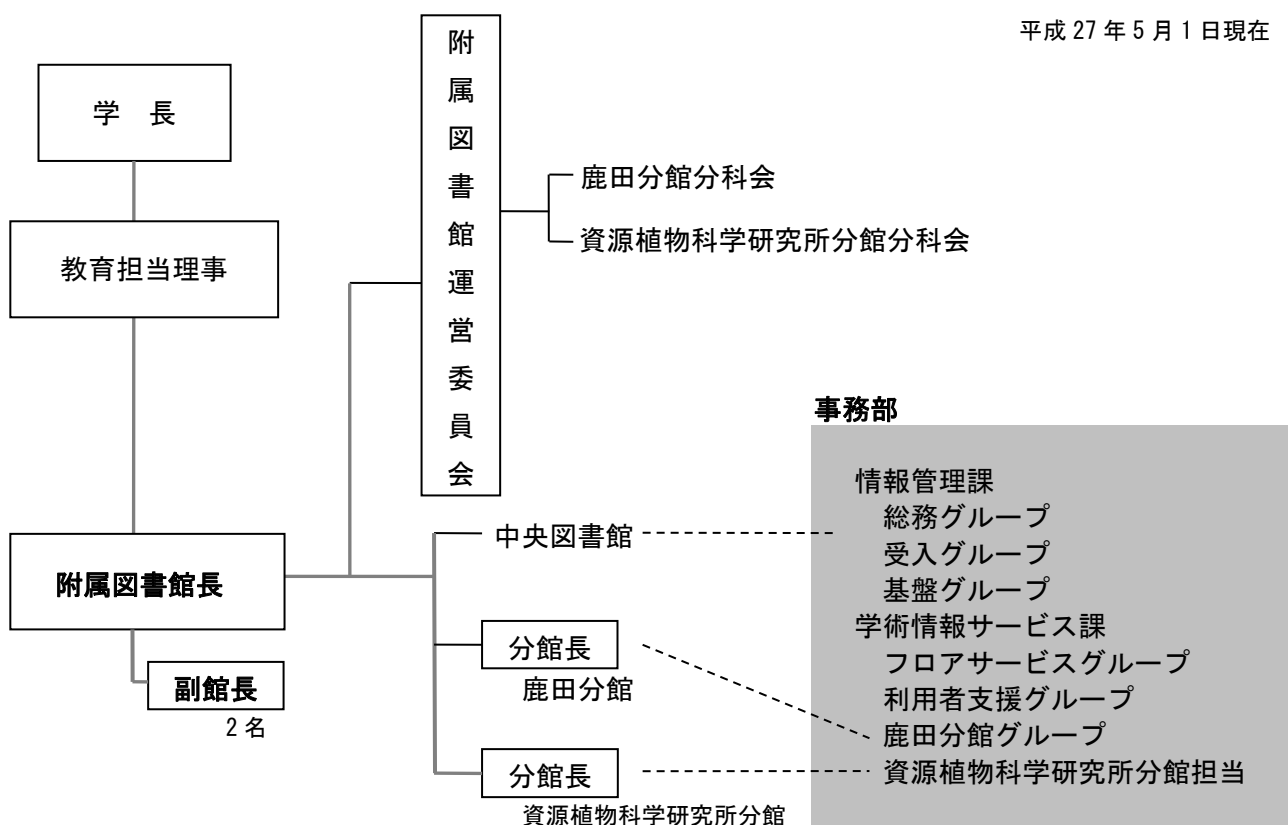 平成 27 年 5 月 1 日現在
学　長
教育担当理事
附属図書館運営委員会
鹿田分館分科会
資源植物科学研究所分館分科会
附属図書館長
副館長
2 名
中央図書館
分館長
鹿田分館
分館長
資源植物科学研究所分館
事務部
情報管理課
総務グループ
受入グループ
基盤グループ
学術情報サービス課
フロアサービスグループ
利用者支援グループ
鹿田分館グループ
資源植物科学研究所分館担当